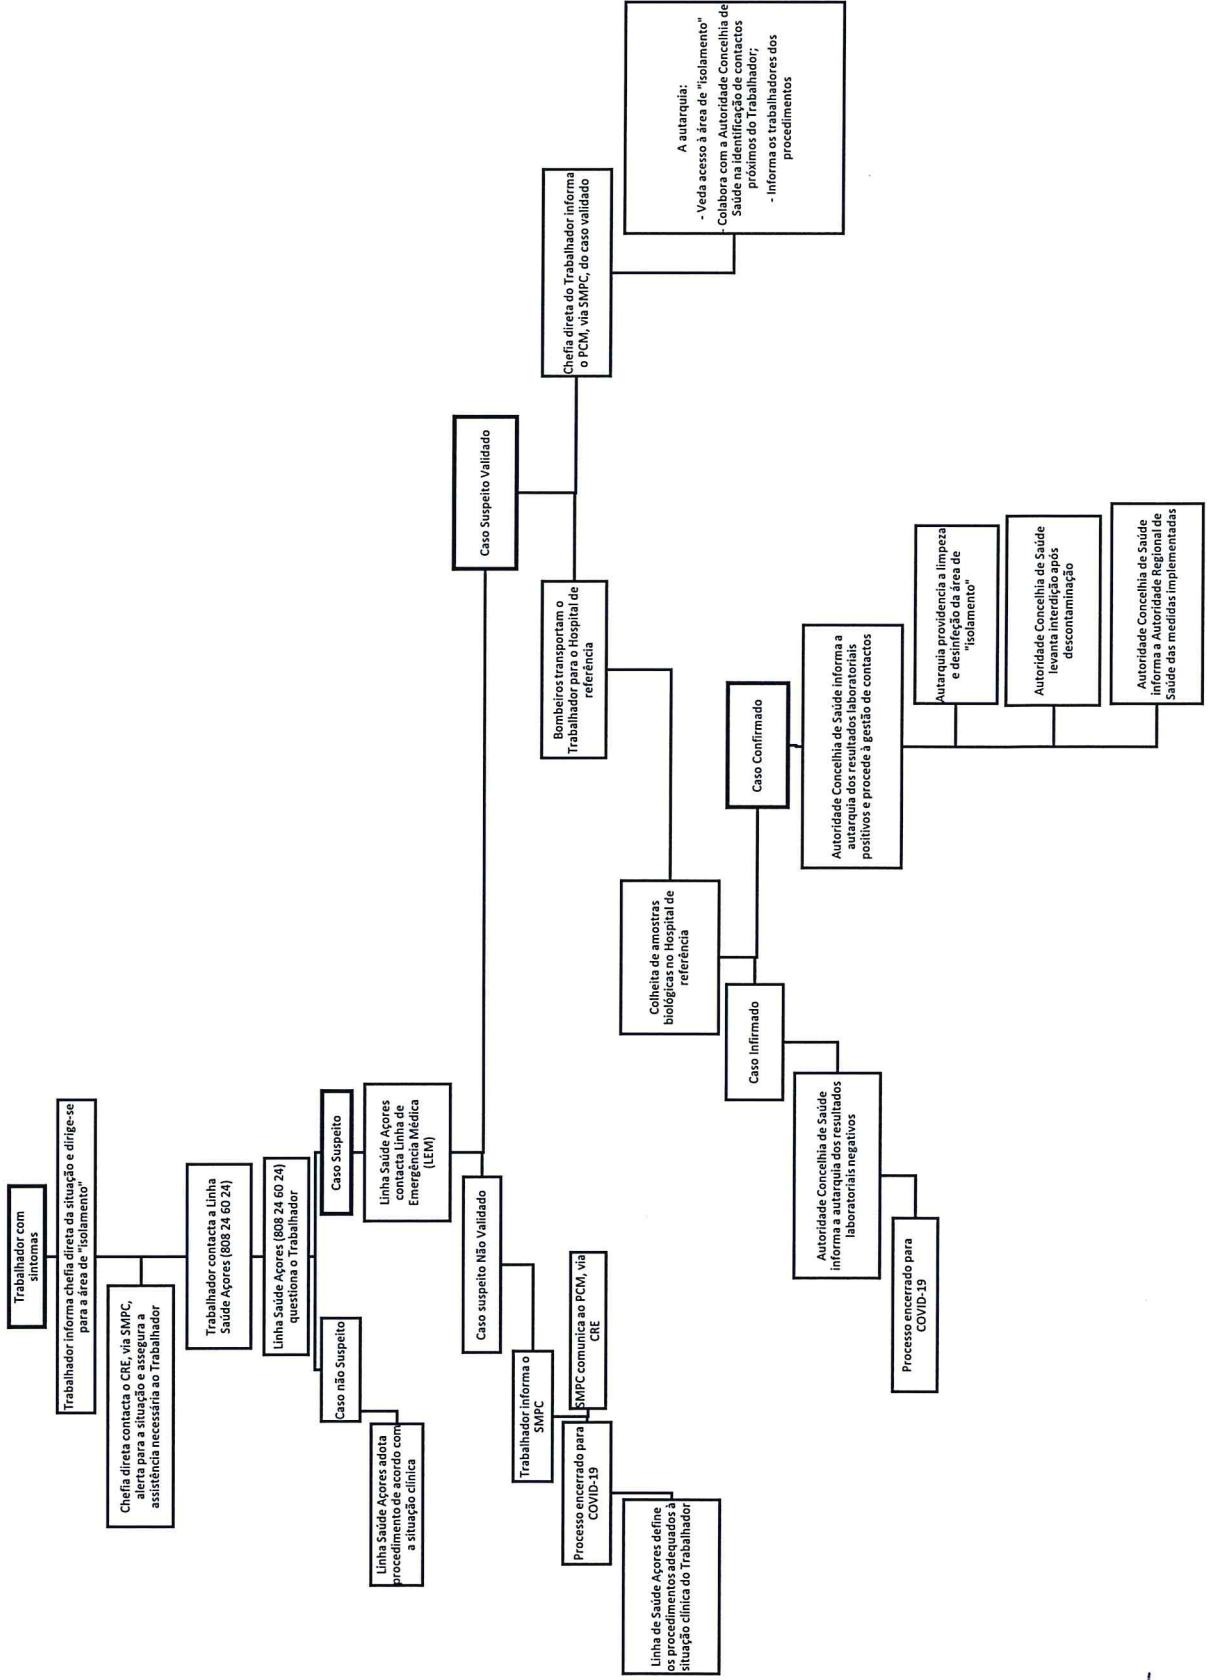 Trabalhador com
sintomas
Trabalhador informa chefia direta da situação e dirige-se
para a área de "isolamento"
Chefia direta contacta o CRE, via SMPC,
alerta para a situação e assegura a
assistência necessária ao Trabalhador
Trabalhador contacta a Linha
Saúde Açores (808 24 60 24)
Linha Saúde Açores (808 24 60 24)
questiona o Trabalhador
Caso não Suspeito
Linha Saúde Açores adota
procedimento de acordo com
a situação clínica
Caso Suspeito
Linha Saúde Açores
contacta Linha de
Emergência Médica
(LEM)
Caso suspeito Não Validado
Trabalhador informa o
SMPC
Processo encerrado para
COVID-19
Linha de Saúde Açores define
os procedimentos adequados à
situação clínica do Trabalhador
SMPC comunica ao PCM, via
CRE
Caso Suspeito Validado
Bombeiros transportam o
Trabalhador para o Hospital de
referência
Colheita de amostras
biológicas no Hospital de
referência
Caso Infirmado
Autoridade Concelhia de Saúde
informa a autarquia dos resultados
laboratoriais negativos
Processo encerrado para
COVID-19
Caso Confirmado
Autoridade Concelhia de Saúde informa a
autarquia dos resultados laboratoriais
positivos e procede à gestão de contactos
Autarquia providencia a limpeza
e desinfeção da área de
"isolamento"
Autoridade Concelhia de Saúde
levanta interdição após
descontaminação
Autoridade Concelhia de Saúde
informa a Autoridade Regional de
Saúde das medidas implementadas
Chefia direta do Trabalhador informa
o PCM, via SMPC, do caso validado
A autarquia:
- Veda acesso à área de "isolamento"
- Colabora com a Autoridade Concelhia de
Saúde na identificação de contactos
próximos do Trabalhador;
- Informa os trabalhadores dos
procedimentos